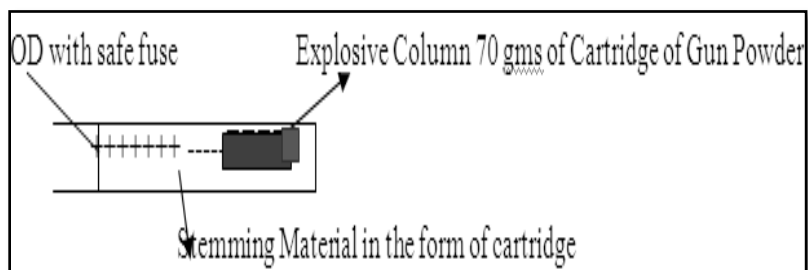 OD with safe fuse
Explosive Column 70 gms of Cartridge of Gun Powder
Stemming Material in the form of cartridge